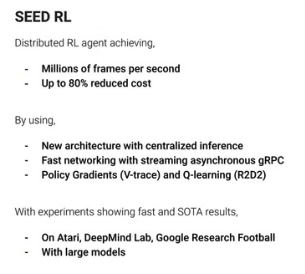 SEED RL
Distributed RL agent achieving,
- Millions of frames per second
- Up to 80% reduced cost
By using,
- New architecture with centralized inference
- Fast networking with streaming asynchronous gRPC
- Policy Gradients (V-trace) and Q-learning (R2D2)
With experiments showing fast and SOTA results,
- On Atari, DeepMind Lab, Google Research Football
- With large models